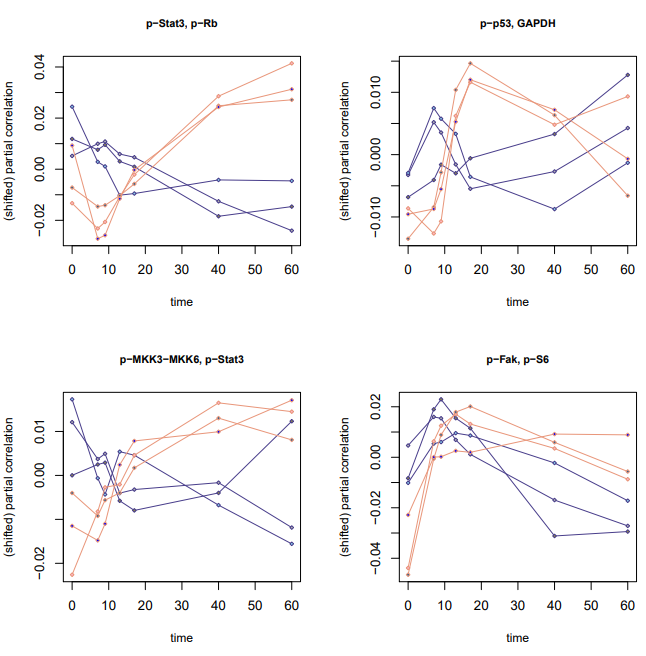 p−Stat3, p−Rb
(shifted) partial correlation
0.04
0.02
0.00
−0.02
0 10 20 30 40 50 60
time
p−p53, GAPDH
(shifted) partial correlation
0.010
0.000
−0.010
0 10 20 30 40 50 60
time
p−MKK3−MKK6, p−Stat3
(shifted) partial correlation
0.01
0.00
−0.02
0 10 20 30 40 50 60
time
p−Fak, p−S6
(shifted) partial correlation
0.02
0.00
−0.02
−0.04
0 10 20 30 40 50 60
time